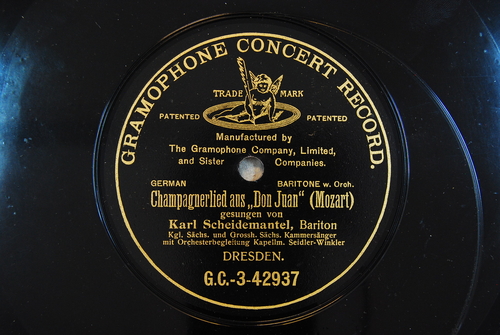 GRAMOPHONE CONCERT RECORD.
TRADE MARK
PATENTED PATENTED
Manufactured by
The Gramophone Company, Limited,
and Sister Companies.
GERMAN BARITONE w. Orch.
Champagnerlied aus „Don Juan“ (Mozart)
gesungen von
Karl Scheidemantel, Bariton
Kgl. Sächs. und Grossh. Sächs. Kammersänger
mit Orchesterbegleitung Kapellm. Seidler-Winkler
DRESDEN.
G.C.-3-42937